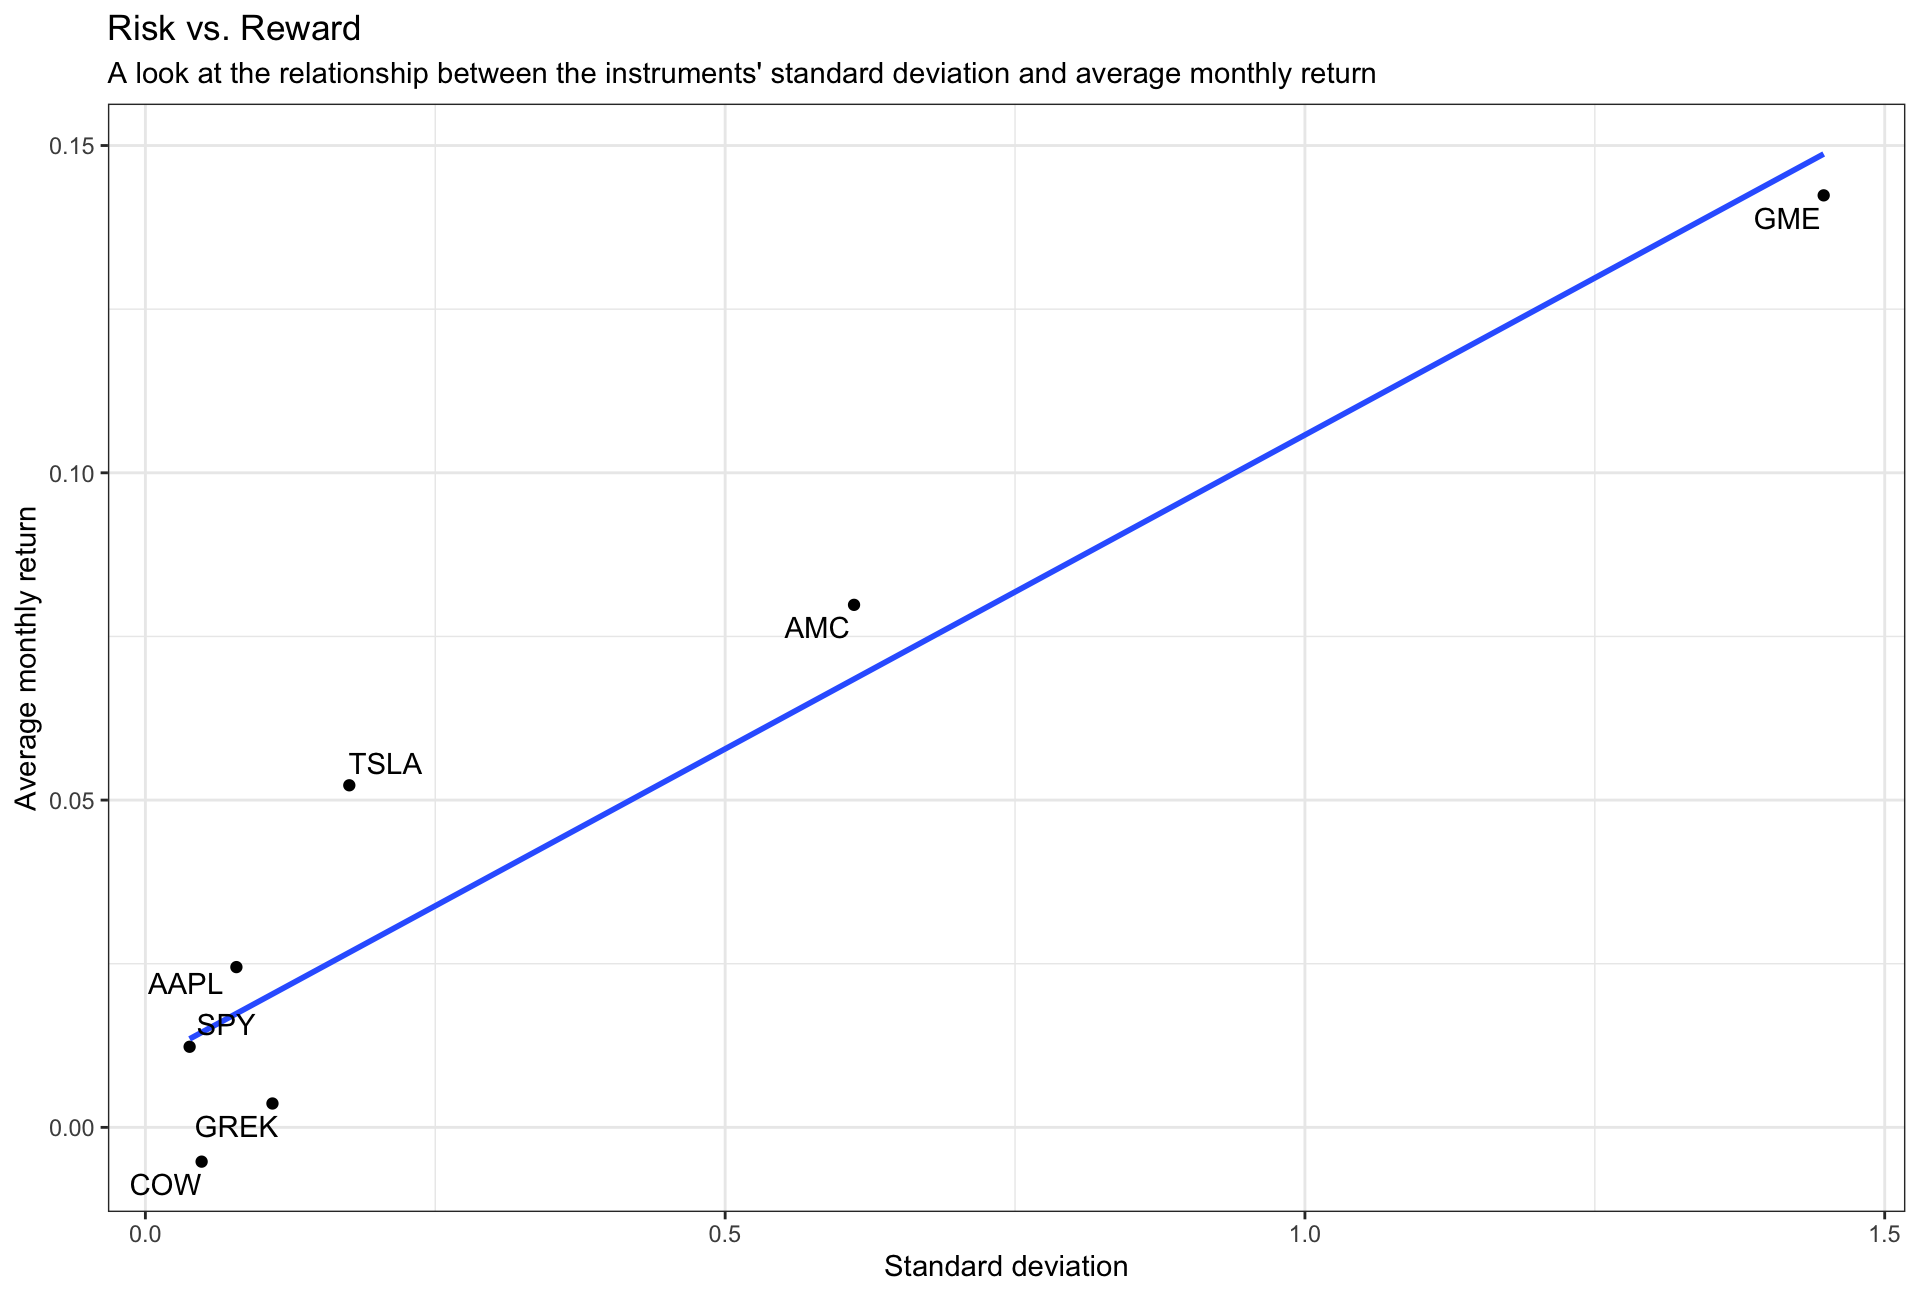 Risk vs. Reward
A look at the relationship between the instruments' standard deviation and average monthly return
Average monthly return
0.15
0.10
0.05
0.00
GME
AMC
TSLA
AAPL
SPY
GREK
COW
0.0 0.5 1.0 1.5
Standard deviation